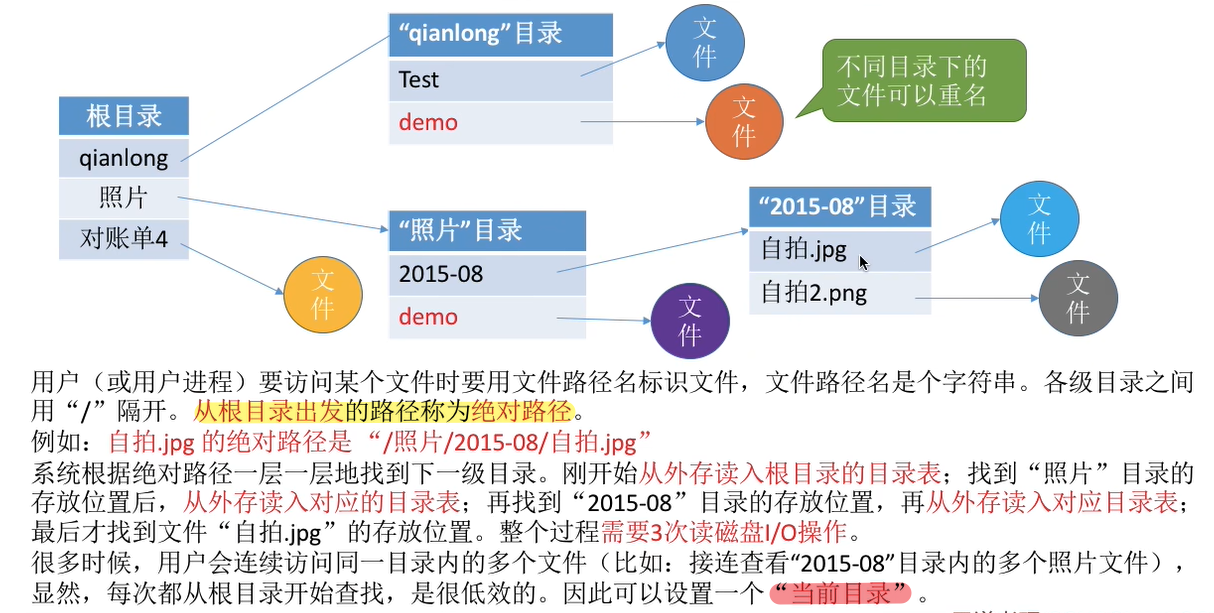 “qianlong”目录
Test
demo
文
件
文
件
不同目录下的
文件可以重名
根目录
qianlong
照片
对账单4
文
件
“照片”目录
2015-08
demo
文
件
“2015-08”目录
自拍.jpg
自拍2.png
文
件
文
件
用户（或用户进程）要访问某个文件时要用文件路径名标识文件，文件路径名是个字符串。各级目录之间
用“/”隔开。从根目录出发的路径称为绝对路径。
例如：自拍.jpg 的绝对路径是“/照片/2015-08/自拍.jpg”
系统根据绝对路径一层一层地找到下一级目录。刚开始从外存读入根目录的目录表；找到“照片”目录的
存放位置后，从外存读入对应的目录表；再找到“2015-08”目录的存放位置，再从外存读入对应目录表；
最后才找到文件“自拍.jpg”的存放位置。整个过程需要3次读磁盘I/O操作。
很多时候，用户会连续访问同一目录内的多个文件（比如：接连查看“2015-08”目录内的多个照片文件），
显然，每次都从根目录开始查找，是很低效的。因此可以设置一个“当前目录”。